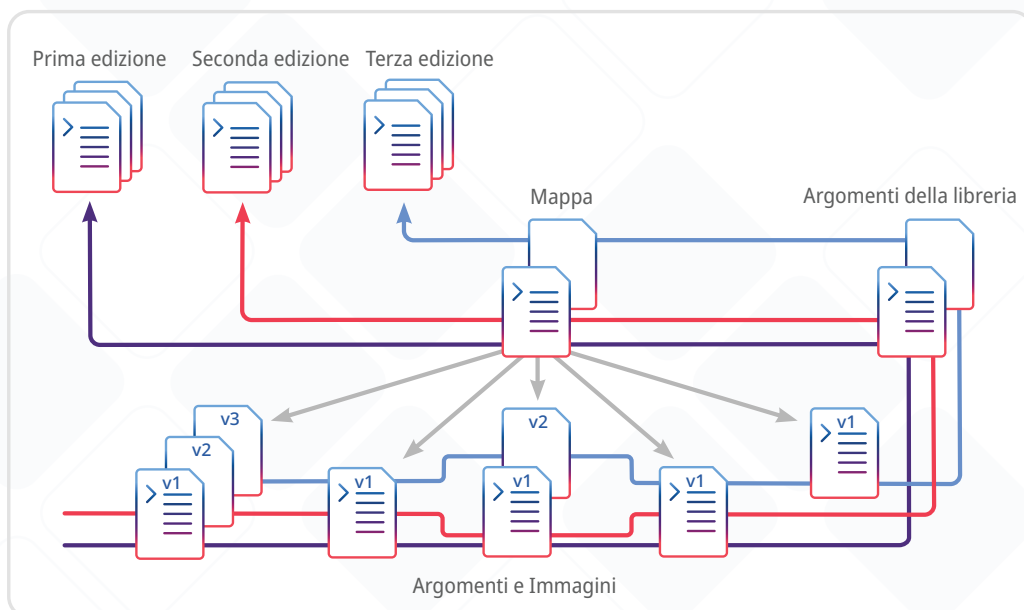 Prima edizione
Seconda edizione
Terza edizione
Mappa
Argomenti della libreria
v3
v2
v1
v1
v2
v1
v1
v1
Argomenti e Immagini